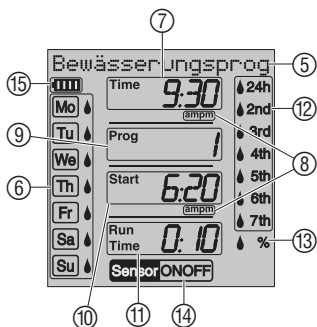 ⑦
Bewässerungsprog ⑤
⑮ Time 9:30 24h
ampm
Mo 2nd ⑫
⑨ Prog 1 3rd
Tu 4th ⑧
We 5th
⑥ Th Start 6:20 6th
ampm
Fr 7th
Sa Run Time 0:10 % ⑬
Su Sensor ONOFF
⑩ ⑪ ⑭